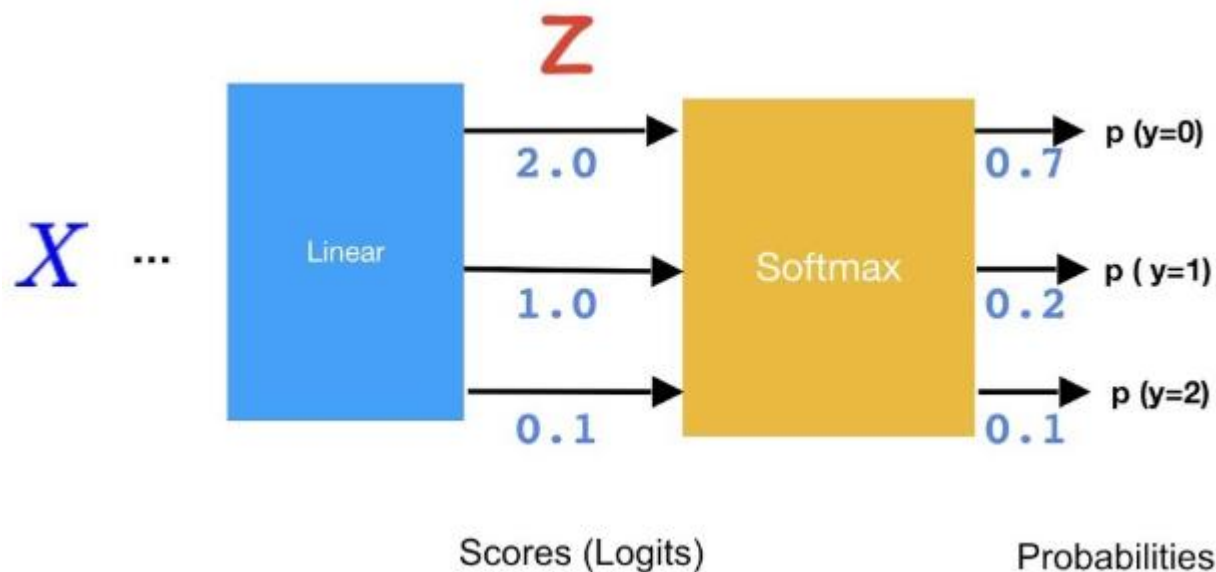 Z
2.0
0.7
p (y=0)
X
...
Linear
Softmax
1.0
0.2
p ( y=1)
0.1
0.1
p (y=2)
Scores (Logits)
Probabilities